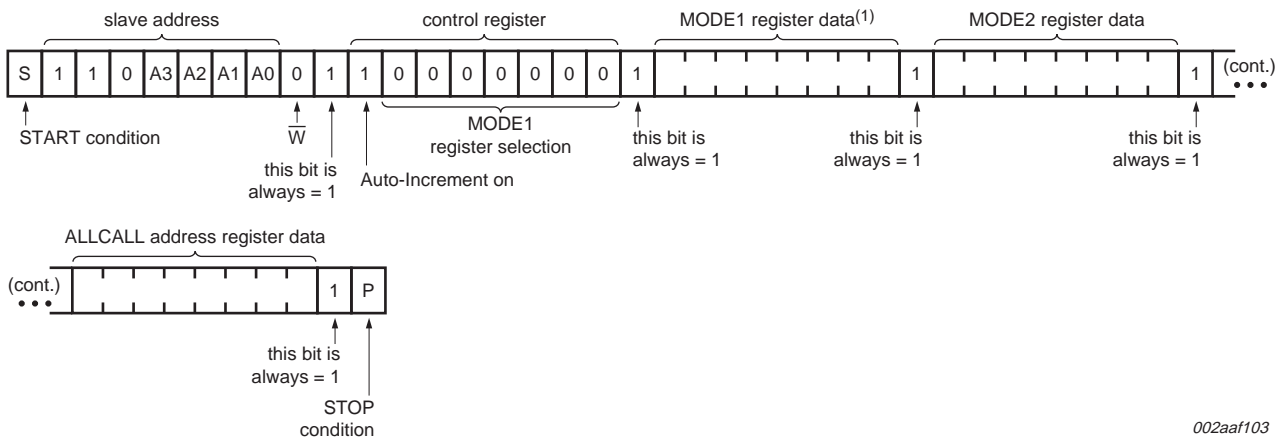 slave address control register MODE1 register data(1) MODE2 register data
S 1 1 0 A3 A2 A1 A0 0 1 1 0 0 0 0 0 0 0 1 1 1 (cont.)
START condition W̅ MODE1 register selection
this bit is always = 1
Auto-Increment on
this bit is always = 1
this bit is always = 1
this bit is always = 1
ALLCALL address register data
(cont.) 1 P
this bit is always = 1
STOP condition
002aaf103